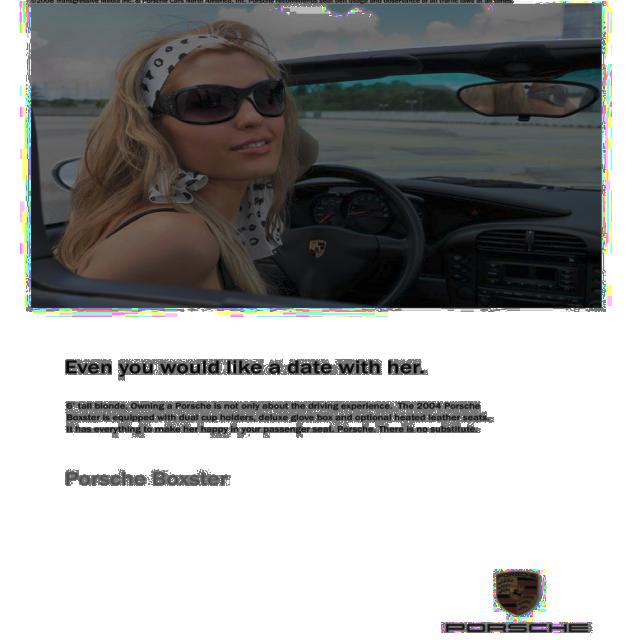 ©2006 Transgressive Media Inc. & Porsche Cars North America, Inc. Porsche recommends seat belt usage and observance of all traffic laws at all times.
Even you would like a date with her.
6' tall blonde. Owning a Porsche is not only about the driving experience. The 2004 Porsche
Boxster is equipped with dual cup holders, deluxe glove box and optional heated leather seats.
It has everything to make her happy in your passenger seat. Porsche. There is no substitute.
Porsche Boxster
PORSCHE
PORSCHE